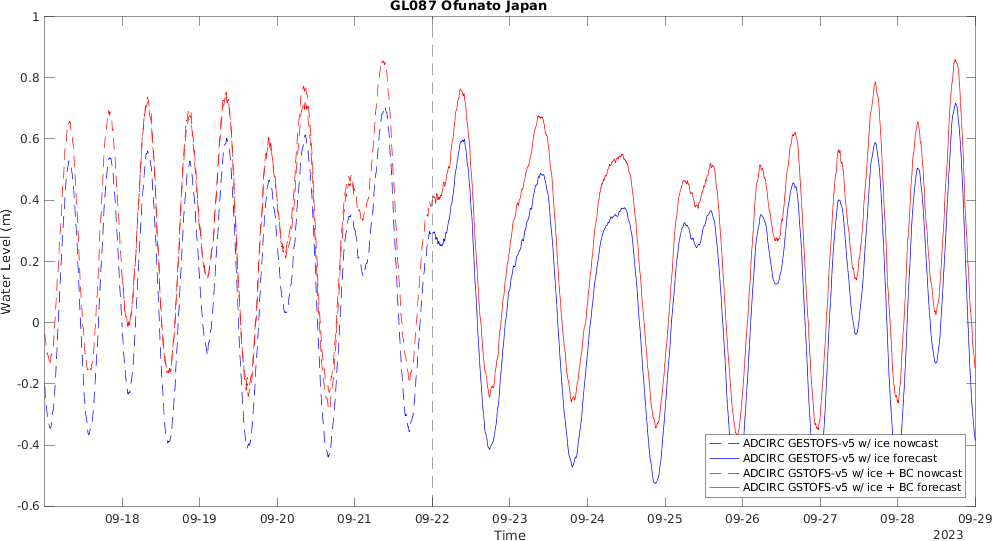 GL087 Ofunato Japan
1
0.8
0.6
0.4
0.2
0
-0.2
-0.4
-0.6
Water Level (m)
ADCIRC GESTOFS-v5 w/ ice nowcast
ADCIRC GESTOFS-v5 w/ ice forecast
ADCIRC GSTOFS-v5 w/ ice + BC nowcast
ADCIRC GSTOFS-v5 w/ ice + BC forecast
09-18 09-19 09-20 09-21 09-22 09-23 09-24 09-25 09-26 09-27 09-28 09-29
Time
2023